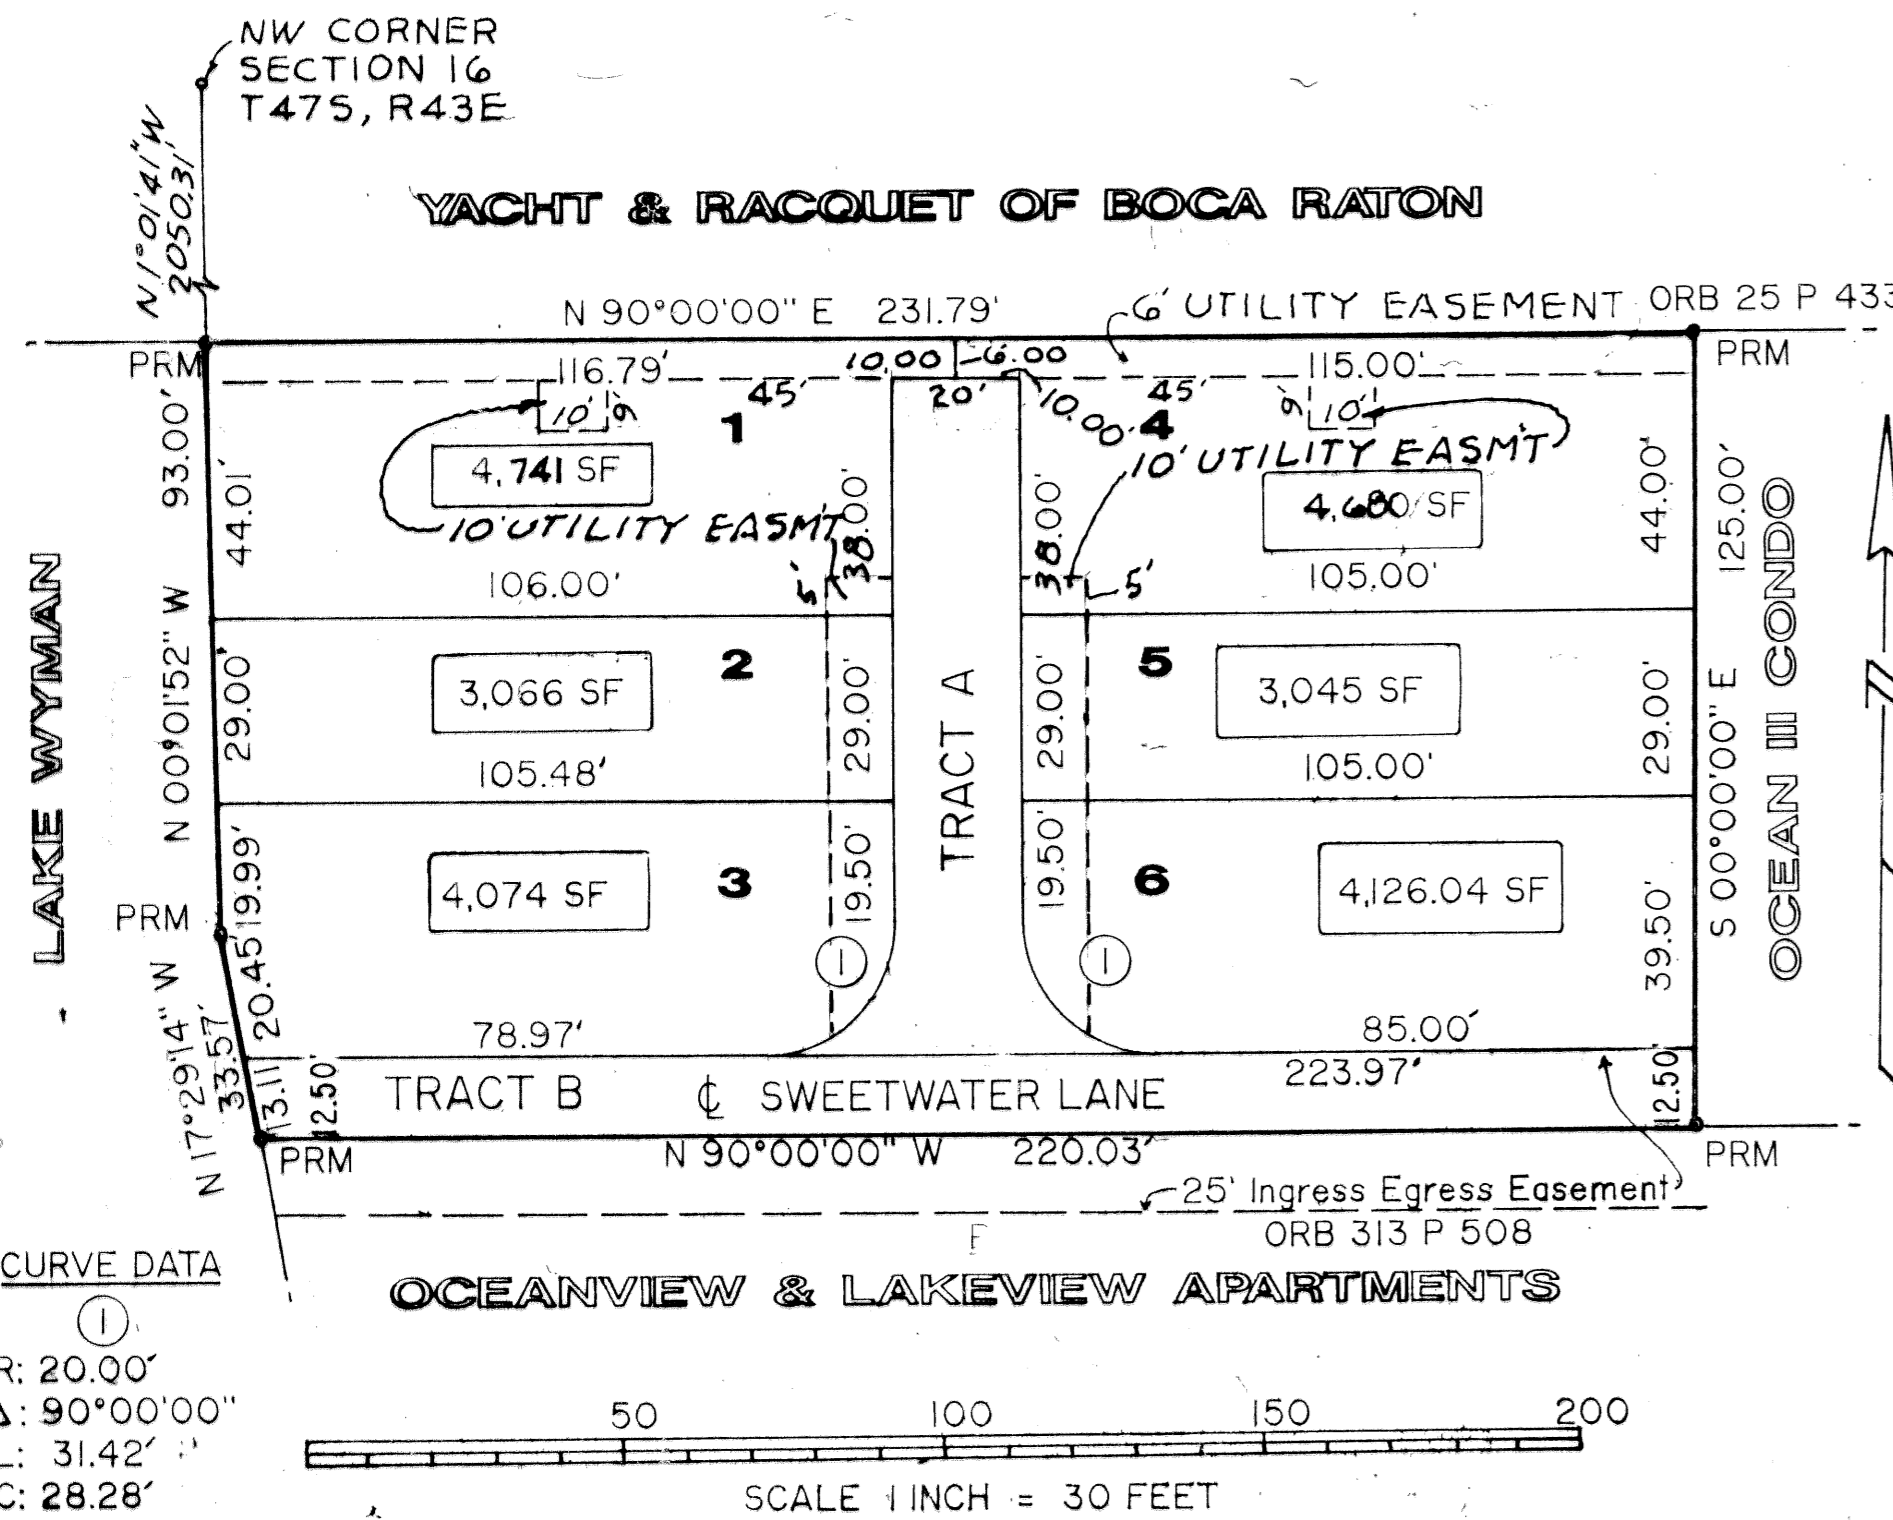 NW CORNER
SECTION 16
T47S, R43E
N 1°01'41" W
2050.31'
YACHT & RACQUET OF BOCA RATON
N 90°00'00" E 231.79'
6' UTILITY EASEMENT
ORB 25 P 433
PRM
PRM
116.79'
10.00
6.00
115.00'
45'
20'
10.00'
45'
10'
9'
1
9'
10'
4
10' UTILITY EASM'T
4,741 SF
4,680 SF
10' UTILITY EASM'T
93.00'
44.01'
38.00'
38.00'
44.00'
125.00'
106.00'
5'
5'
105.00'
LAKE WYMAN
N 00°01'52" W
29.00'
2
3,066 SF
29.00'
TRACT A
29.00'
5
3,045 SF
29.00'
S 00°00'00" E
OCEAN III CONDO
105.48'
105.00'
PRM
19.99'
20.45'
3
4,074 SF
19.50'
19.50'
6
4,126.04 SF
39.50'
1
1
N 17°29'14" W
33.57'
78.97'
85.00'
13.11
12.50'
TRACT B
℄ SWEETWATER LANE
223.97'
12.50'
PRM
N 90°00'00" W 220.03'
PRM
25' Ingress Egress Easement
ORB 313 P 508
CURVE DATA
1
OCEANVIEW & LAKEVIEW APARTMENTS
R: 20.00'
Δ: 90°00'00"
L: 31.42'
C: 28.28'
50 100 150 200
SCALE 1 INCH = 30 FEET